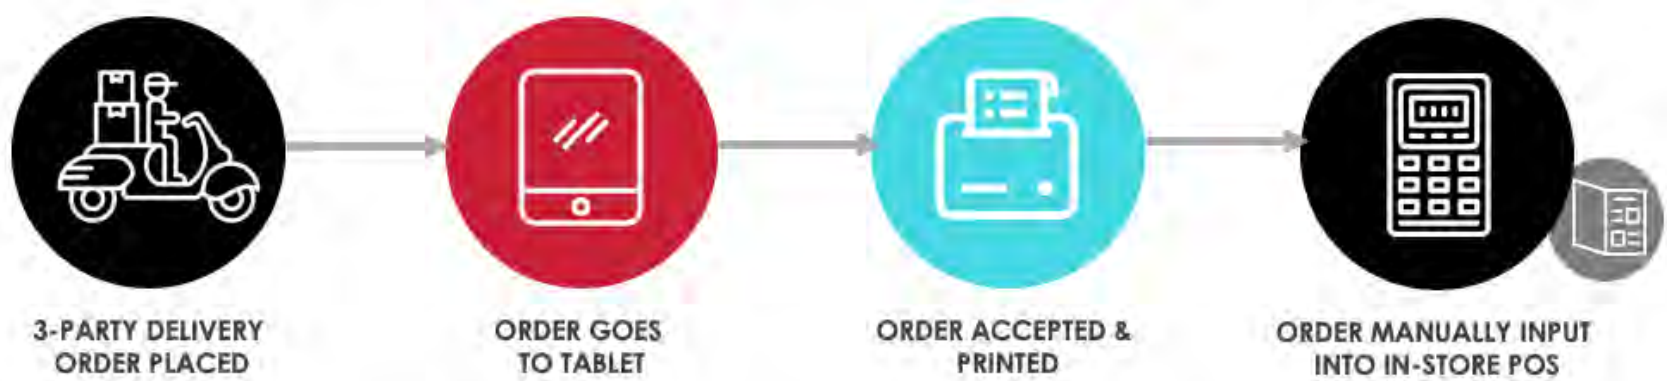 3-PARTY DELIVERY
ORDER PLACED
ORDER GOES
TO TABLET
ORDER ACCEPTED &
PRINTED
ORDER MANUALLY INPUT
INTO IN-STORE POS